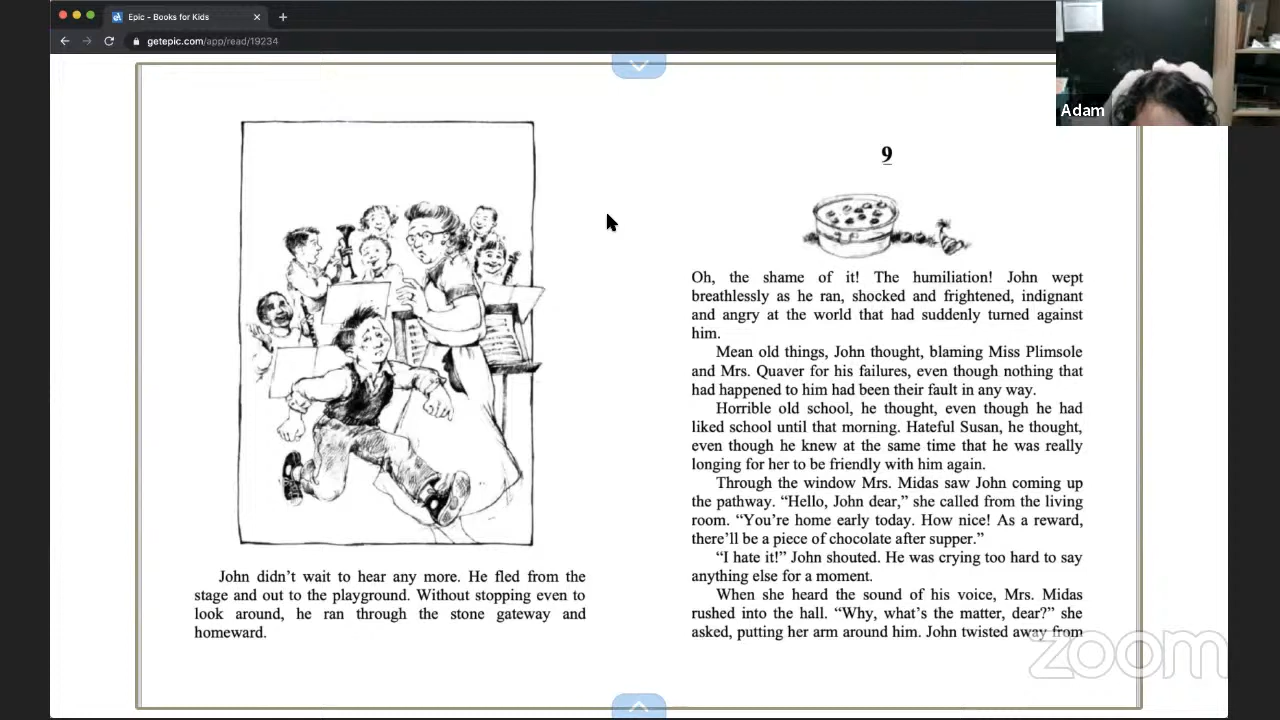 Epic - Books for Kids
getepic.com/app/read/19234
Adam
John didn't wait to hear any more. He fled from the
stage and out to the playground. Without stopping even to
look around, he ran through the stone gateway and
homeward.
9
Oh, the shame of it! The humiliation! John wept
breathlessly as he ran, shocked and frightened, indignant
and angry at the world that had suddenly turned against
him.
Mean old things, John thought, blaming Miss Plimsole
and Mrs. Quaver for his failures, even though nothing that
had happened to him had been their fault in any way.
Horrible old school, he thought, even though he had
liked school until that morning. Hateful Susan, he thought,
even though he knew at the same time that he was really
longing for her to be friendly with him again.
Through the window Mrs. Midas saw John coming up
the pathway. “Hello, John dear,” she called from the living
room. “You're home early today. How nice! As a reward,
there'll be a piece of chocolate after supper.”
“I hate it!” John shouted. He was crying too hard to say
anything else for a moment.
When she heard the sound of his voice, Mrs. Midas
rushed into the hall. “Why, what's the matter, dear?” she
asked, putting her arm around him. John twisted away from
zoom